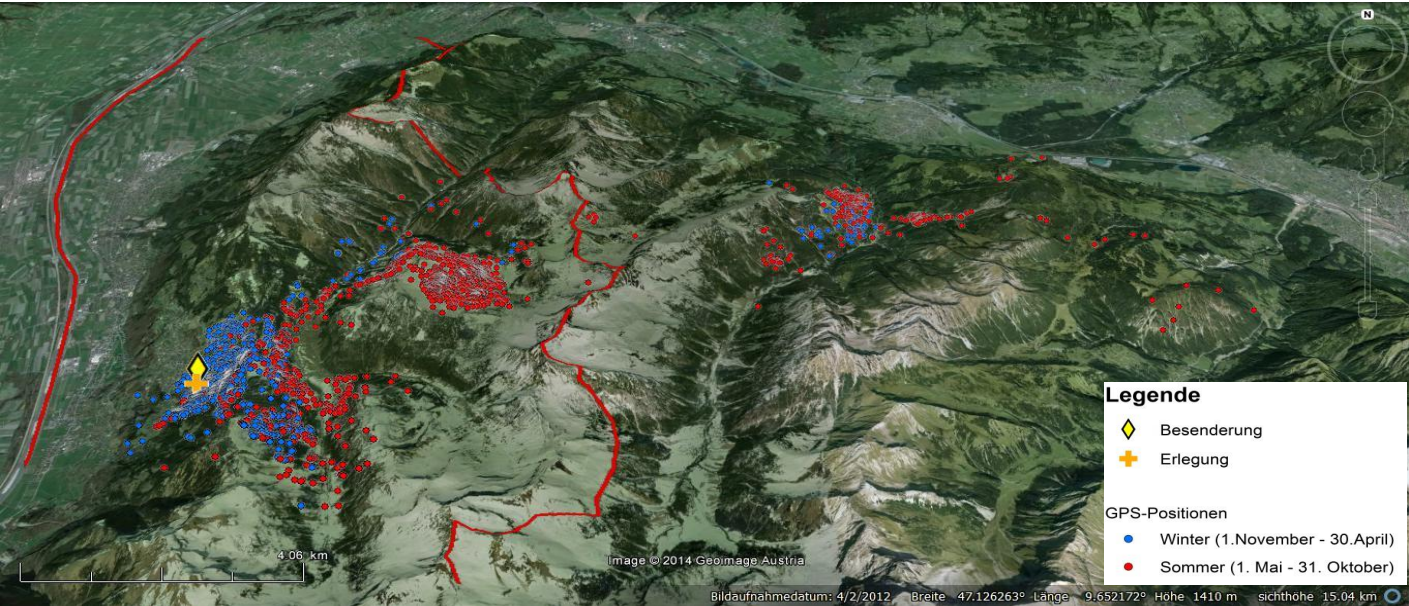 N
Legende
Besenderung
Erlegung
GPS-Positionen
Winter (1.November - 30.April)
Sommer (1. Mai - 31. Oktober)
4.06 km
Image © 2014 Geoimage Austria
Bildaufnahmedatum: 4/2/2012 Breite 47.126263° Länge 9.652172° Höhe 1410 m sichthöhe 15.04 km